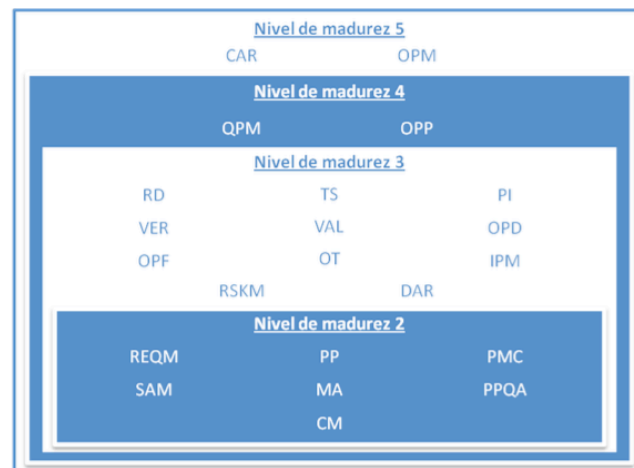 Nivel de madurez 5
CAR OPM
Nivel de madurez 4
QPM OPP
Nivel de madurez 3
RD TS PI
VER VAL OPD
OPF OT IPM
RSKM DAR
Nivel de madurez 2
REQM PP PMC
SAM MA PPQA
CM